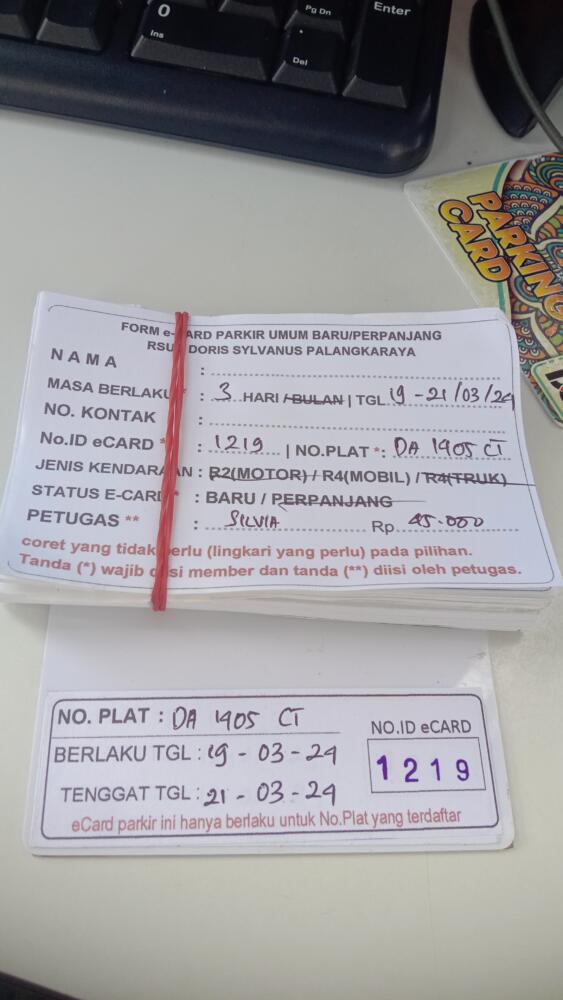 0
Ins
Pg Dn
.
Del
Enter
PARKING
CARD
FORM e-CARD PARKIR UMUM BARU/PERPANJANG
RSUD DORIS SYLVANUS PALANGKARAYA
NAMA :
MASA BERLAKU * : 3 HARI / BULAN | TGL 19 - 21/03/24
NO. KONTAK :
No.ID eCARD * : 1219 | NO.PLAT *: DA 1905 CT
JENIS KENDARAAN : R2(MOTOR) / R4(MOBIL) / R4(TRUK)
STATUS E-CARD * : BARU / PERPANJANG
PETUGAS ** : SILVIA Rp 45.000
coret yang tidak perlu (lingkari yang perlu) pada pilihan.
Tanda (*) wajib diisi member dan tanda (**) diisi oleh petugas.
NO. PLAT : DA 1905 CT
BERLAKU TGL : 19 - 03 - 24
TENGGAT TGL : 21 - 03 - 24
NO.ID eCARD
1219
eCard parkir ini hanya berlaku untuk No.Plat yang terdaftar